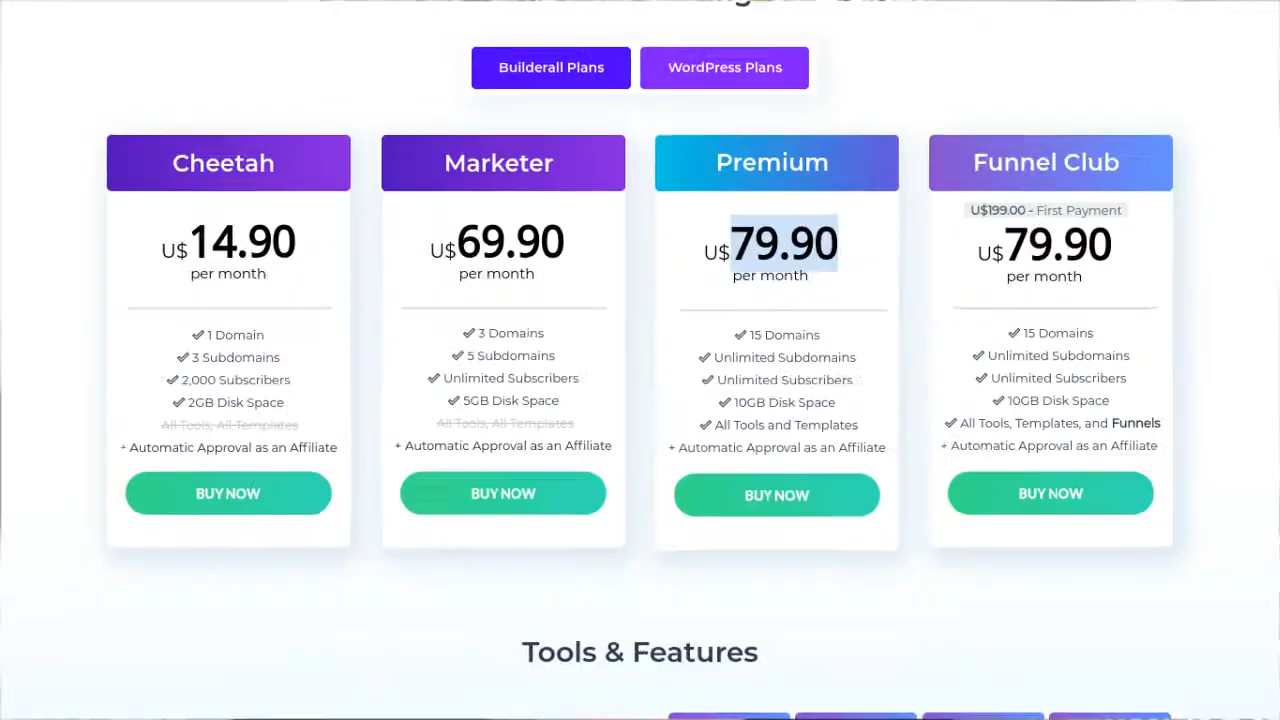 Builderall Plans
WordPress Plans
Cheetah
U$14.90
per month
1 Domain
3 Subdomains
2,000 Subscribers
2GB Disk Space
All Tools, All Templates
+ Automatic Approval as an Affiliate
BUY NOW
Marketer
U$69.90
per month
3 Domains
5 Subdomains
Unlimited Subscribers
5GB Disk Space
All Tools, All Templates
+ Automatic Approval as an Affiliate
BUY NOW
Premium
U$79.90
per month
15 Domains
Unlimited Subdomains
Unlimited Subscribers
10GB Disk Space
All Tools and Templates
+ Automatic Approval as an Affiliate
BUY NOW
Funnel Club
U$199.00 - First Payment
U$79.90
per month
15 Domains
Unlimited Subdomains
Unlimited Subscribers
10GB Disk Space
All Tools, Templates, and Funnels
+ Automatic Approval as an Affiliate
BUY NOW
Tools & Features